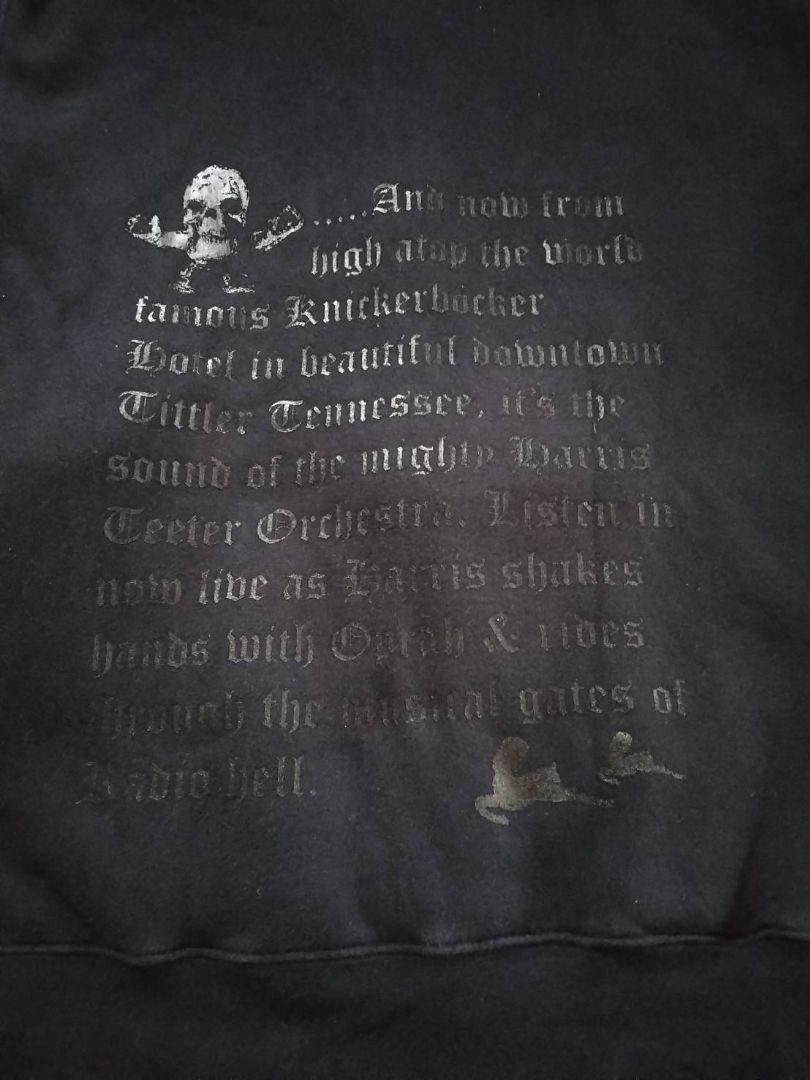 .....And now from
high atop the world
famous Knickerbocker
Hotel in beautiful downtown
Tittler Tennessee, it's the
sound of the mighty Harris
Teeter Orchestra. Listen in
now live as Harris shakes
hands with Oprah & rides
through the musical gates of
Radio hell.